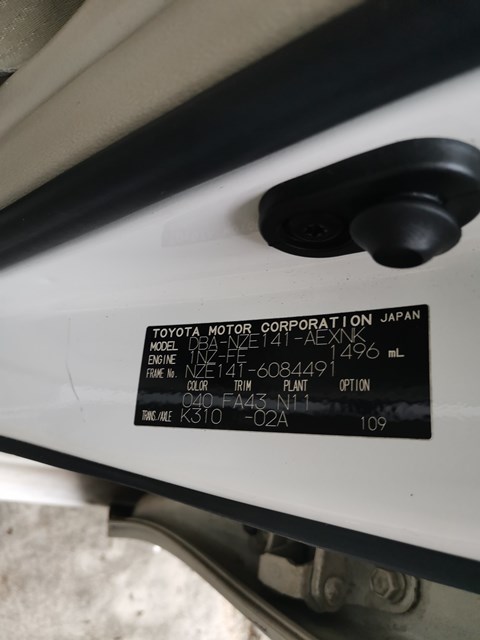 TOYOTA MOTOR CORPORATION JAPAN
MODEL DBA-NZE141-AEXNK
ENGINE 1NZ-FE 1496 mL
FRAME No. NZE141-6084491
COLOR TRIM PLANT OPTION
040 FA43 N11
TRANS./AXLE K310 -02A 109